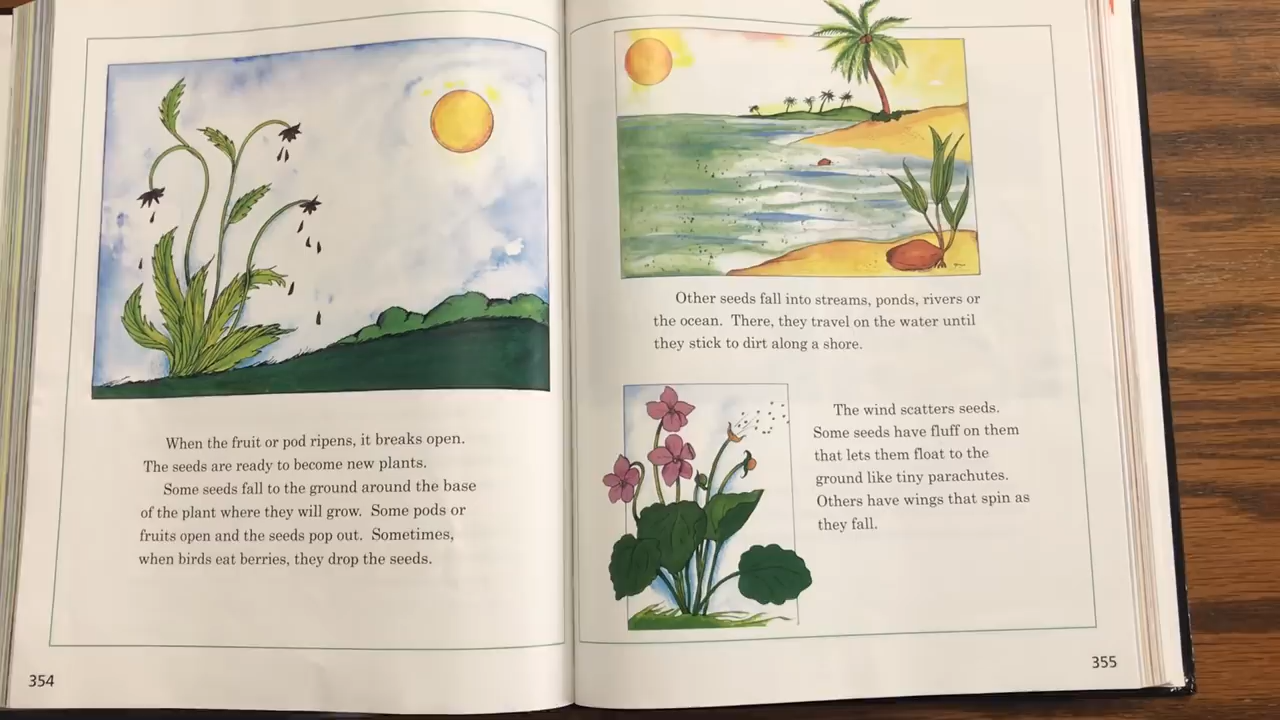 When the fruit or pod ripens, it breaks open.
The seeds are ready to become new plants.
Some seeds fall to the ground around the base
of the plant where they will grow. Some pods or
fruits open and the seeds pop out. Sometimes,
when birds eat berries, they drop the seeds.
354
Other seeds fall into streams, ponds, rivers or
the ocean. There, they travel on the water until
they stick to dirt along a shore.
The wind scatters seeds.
Some seeds have fluff on them
that lets them float to the
ground like tiny parachutes.
Others have wings that spin as
they fall.
355